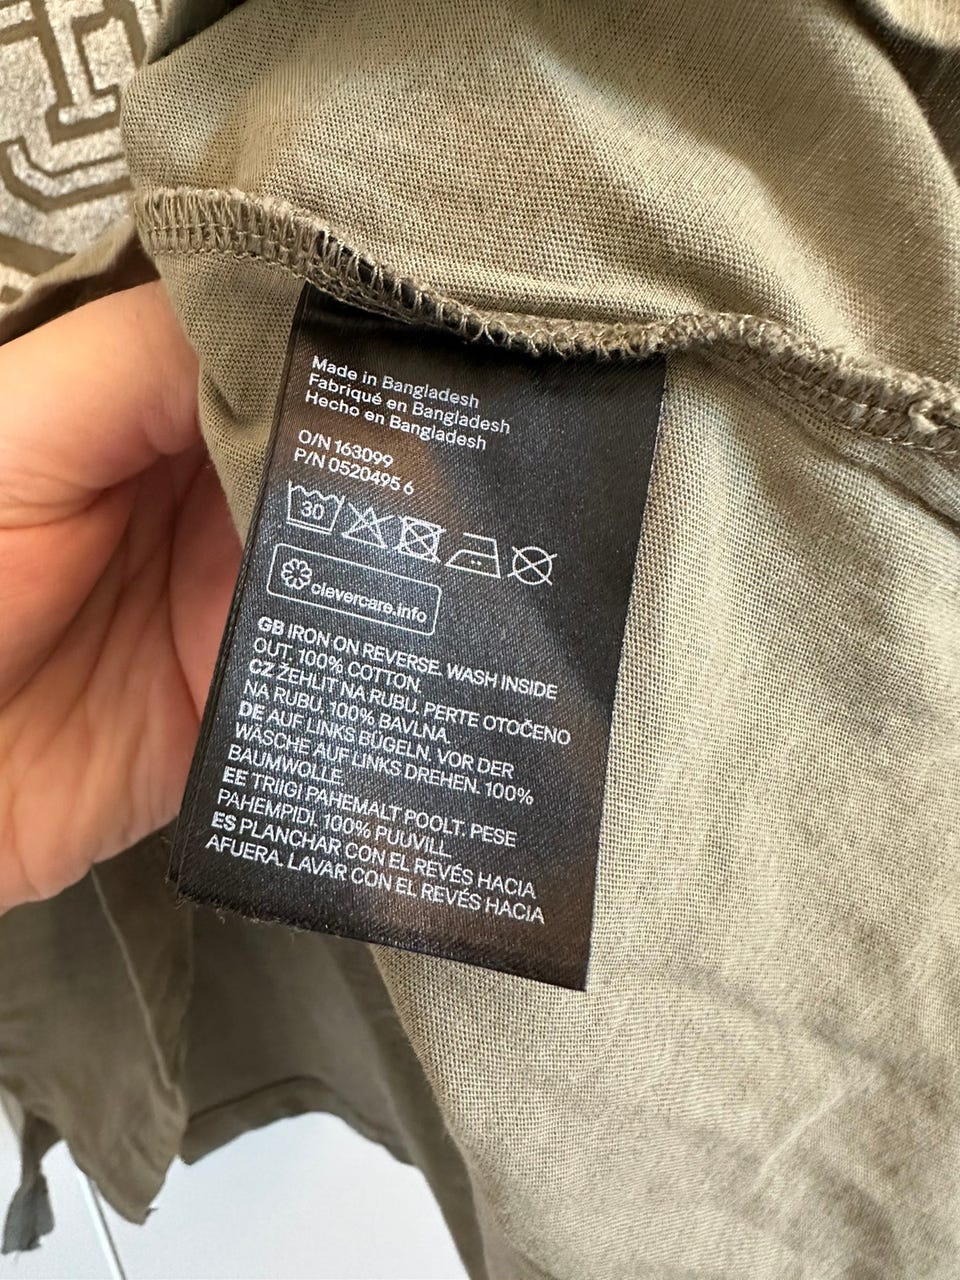 Made in Bangladesh
Fabriqué en Bangladesh
Hecho en Bangladesh
O/N 163099
P/N 0520495 6
30
clevercare.info
GB IRON ON REVERSE. WASH INSIDE
OUT. 100% COTTON.
CZ ŽEHLIT NA RUBU, PERTE OTOČENO
NA RUBU, 100% BAVLNA
DE AUF LINKS BÜGELN. VOR DER
WÄSCHE AUF LINKS DREHEN. 100%
BAUMWOLLE
EE TRIIGI PAHEMALT POOLT. PESE
PAHEMPIDI, 100% PUUVILL
ES PLANCHAR CON EL REVÉS HACIA
AFUERA. LAVAR CON EL REVÉS HACIA